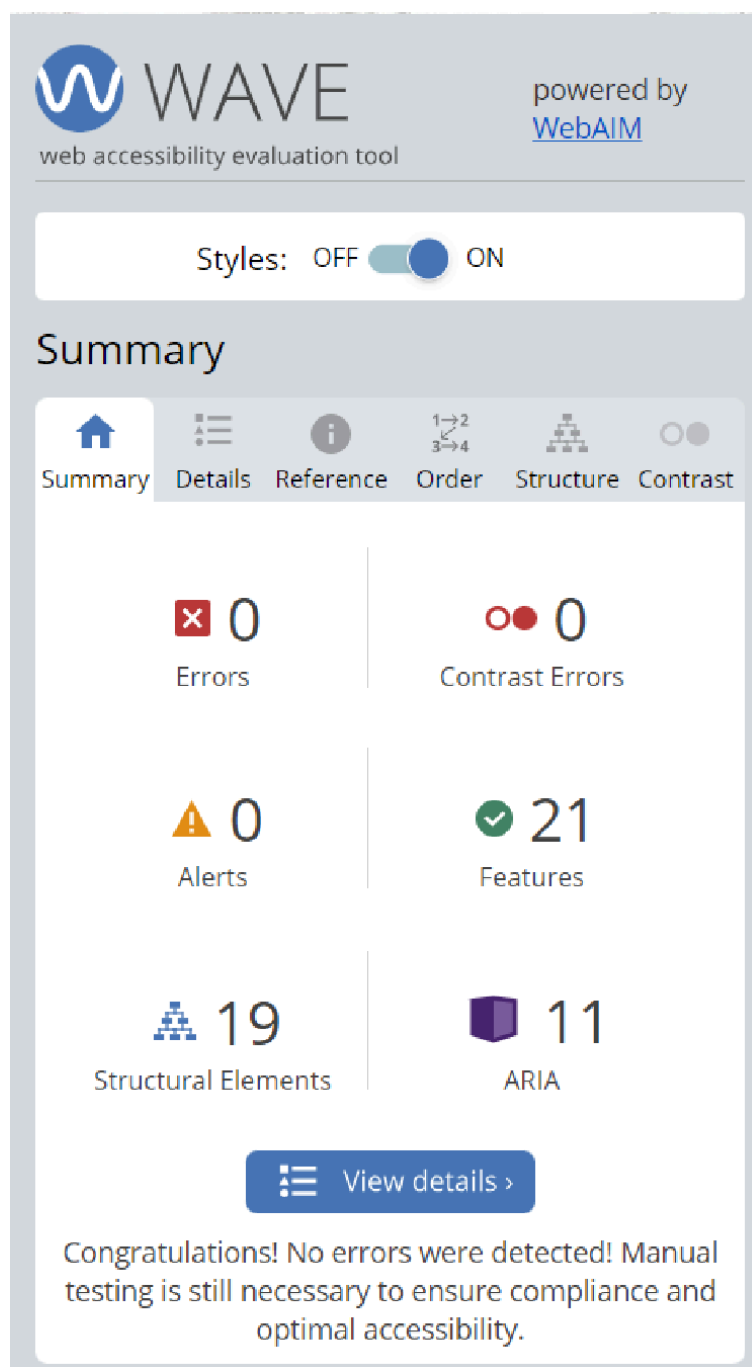 WAVE
powered by
WebAIM
web accessibility evaluation tool
Styles: OFF ON
Summary
1→2
3→4
Summary Details Reference Order Structure Contrast
0 0
Errors Contrast Errors
0 21
Alerts Features
19 11
Structural Elements ARIA
View details ›
Congratulations! No errors were detected! Manual
testing is still necessary to ensure compliance and
optimal accessibility.